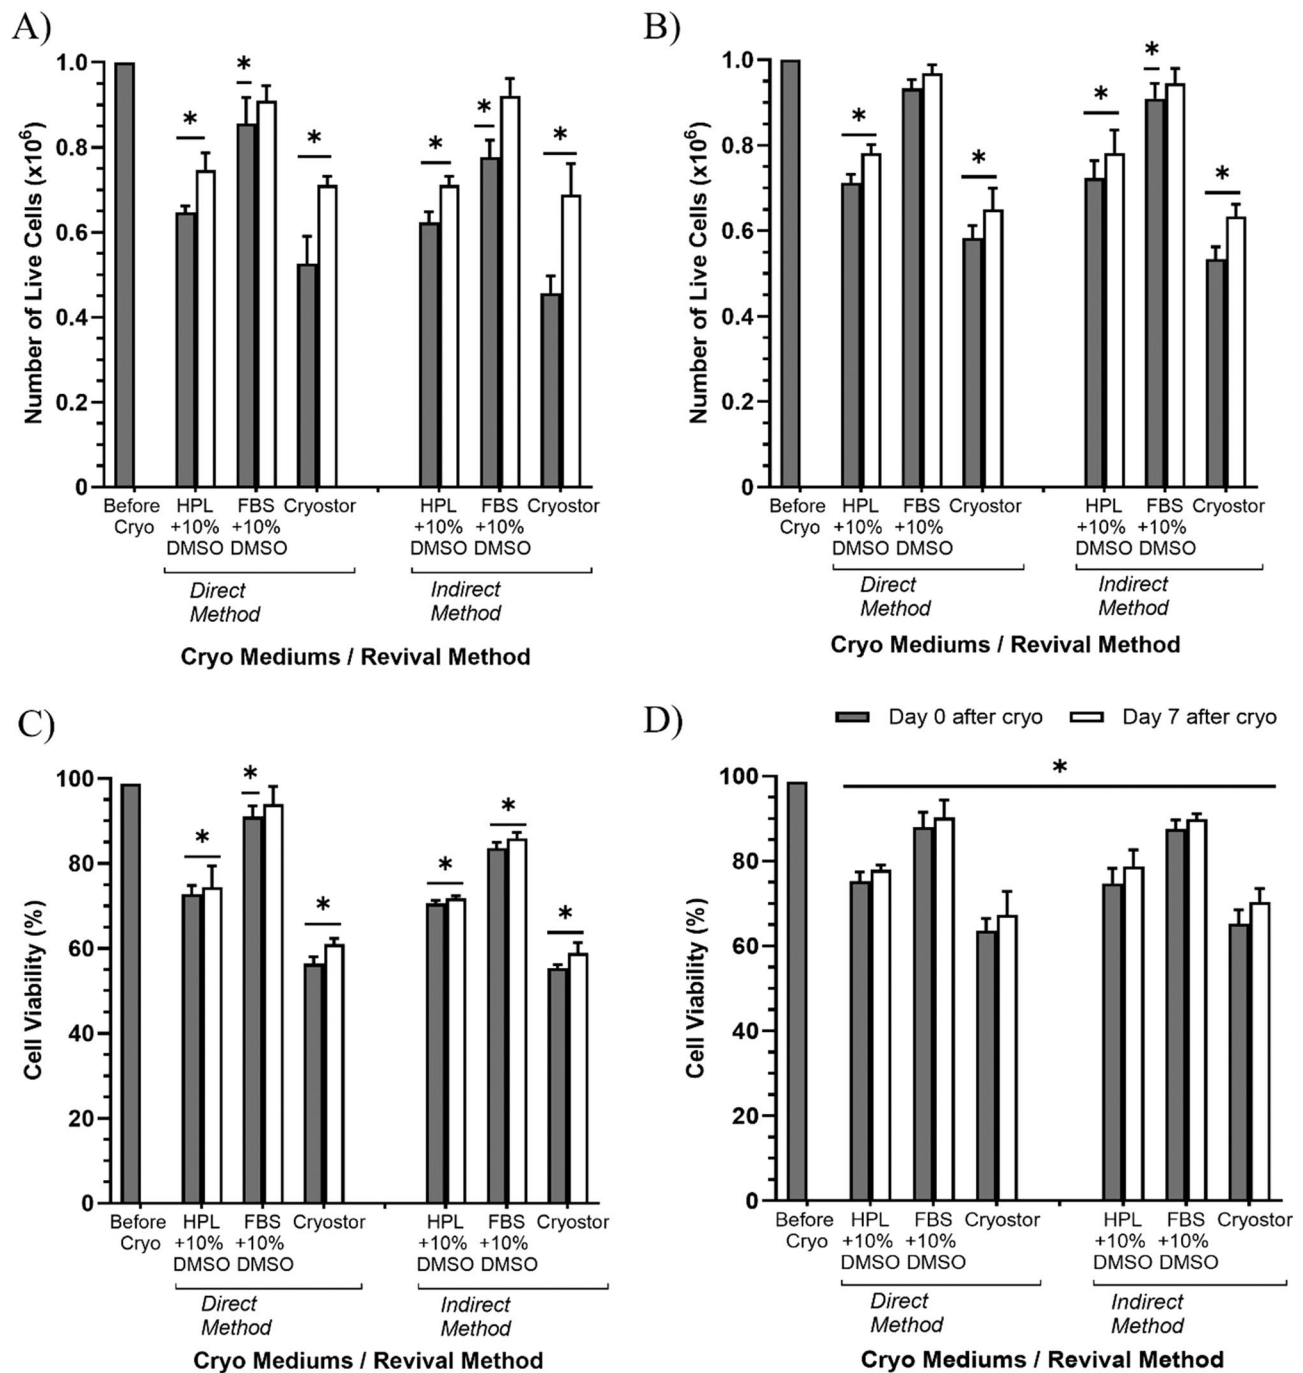 A)
Number of Live Cells (x10⁶)
1.0
0.8
0.6
0.4
0.2
0
* * * * * *
Before Cryo
HPL +10% DMSO
FBS +10% DMSO
Cryostor
HPL +10% DMSO
FBS +10% DMSO
Cryostor
Direct
Method
Indirect
Method
Cryo Mediums / Revival Method
B)
Number of Live Cells (x10⁶)
1.0
0.8
0.6
0.4
0.2
0
* * * * *
Before Cryo
HPL +10% DMSO
FBS +10% DMSO
Cryostor
HPL +10% DMSO
FBS +10% DMSO
Cryostor
Direct
Method
Indirect
Method
Cryo Mediums / Revival Method
C)
Cell Viability (%)
100
80
60
40
20
0
* * * * * *
Before Cryo
HPL +10% DMSO
FBS +10% DMSO
Cryostor
HPL +10% DMSO
FBS +10% DMSO
Cryostor
Direct
Method
Indirect
Method
Cryo Mediums / Revival Method
D)
Day 0 after cryo
Day 7 after cryo
Cell Viability (%)
100
80
60
40
20
0
*
Before Cryo
HPL +10% DMSO
FBS +10% DMSO
Cryostor
HPL +10% DMSO
FBS +10% DMSO
Cryostor
Direct
Method
Indirect
Method
Cryo Mediums / Revival Method